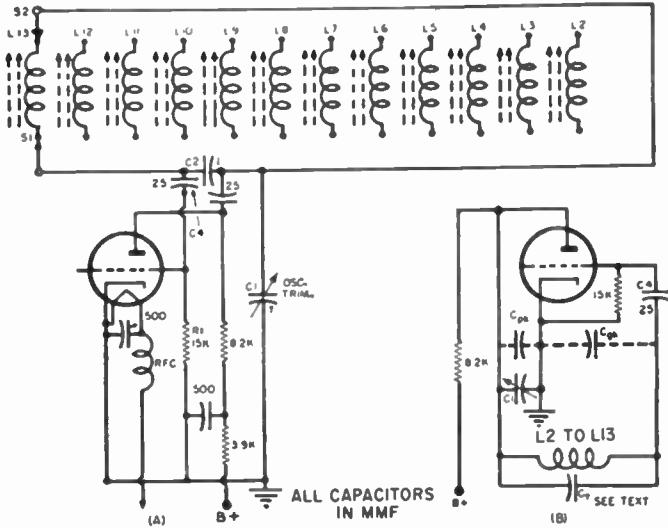 S2
L13 L12 L11 L10 L9 L8 L7 L6 L5 L4 L3 L2
S1
C2 1
25 25
C4
500
RFC
R1
15K
8.2K
500
3.9K
C1
OSC.
TRIM.
(A)
B+
ALL CAPACITORS
IN MMF
8.2K
15K
C4
25
Cpk
Cgk
C1
L2 TO L13
CT SEE TEXT
B+
(B)